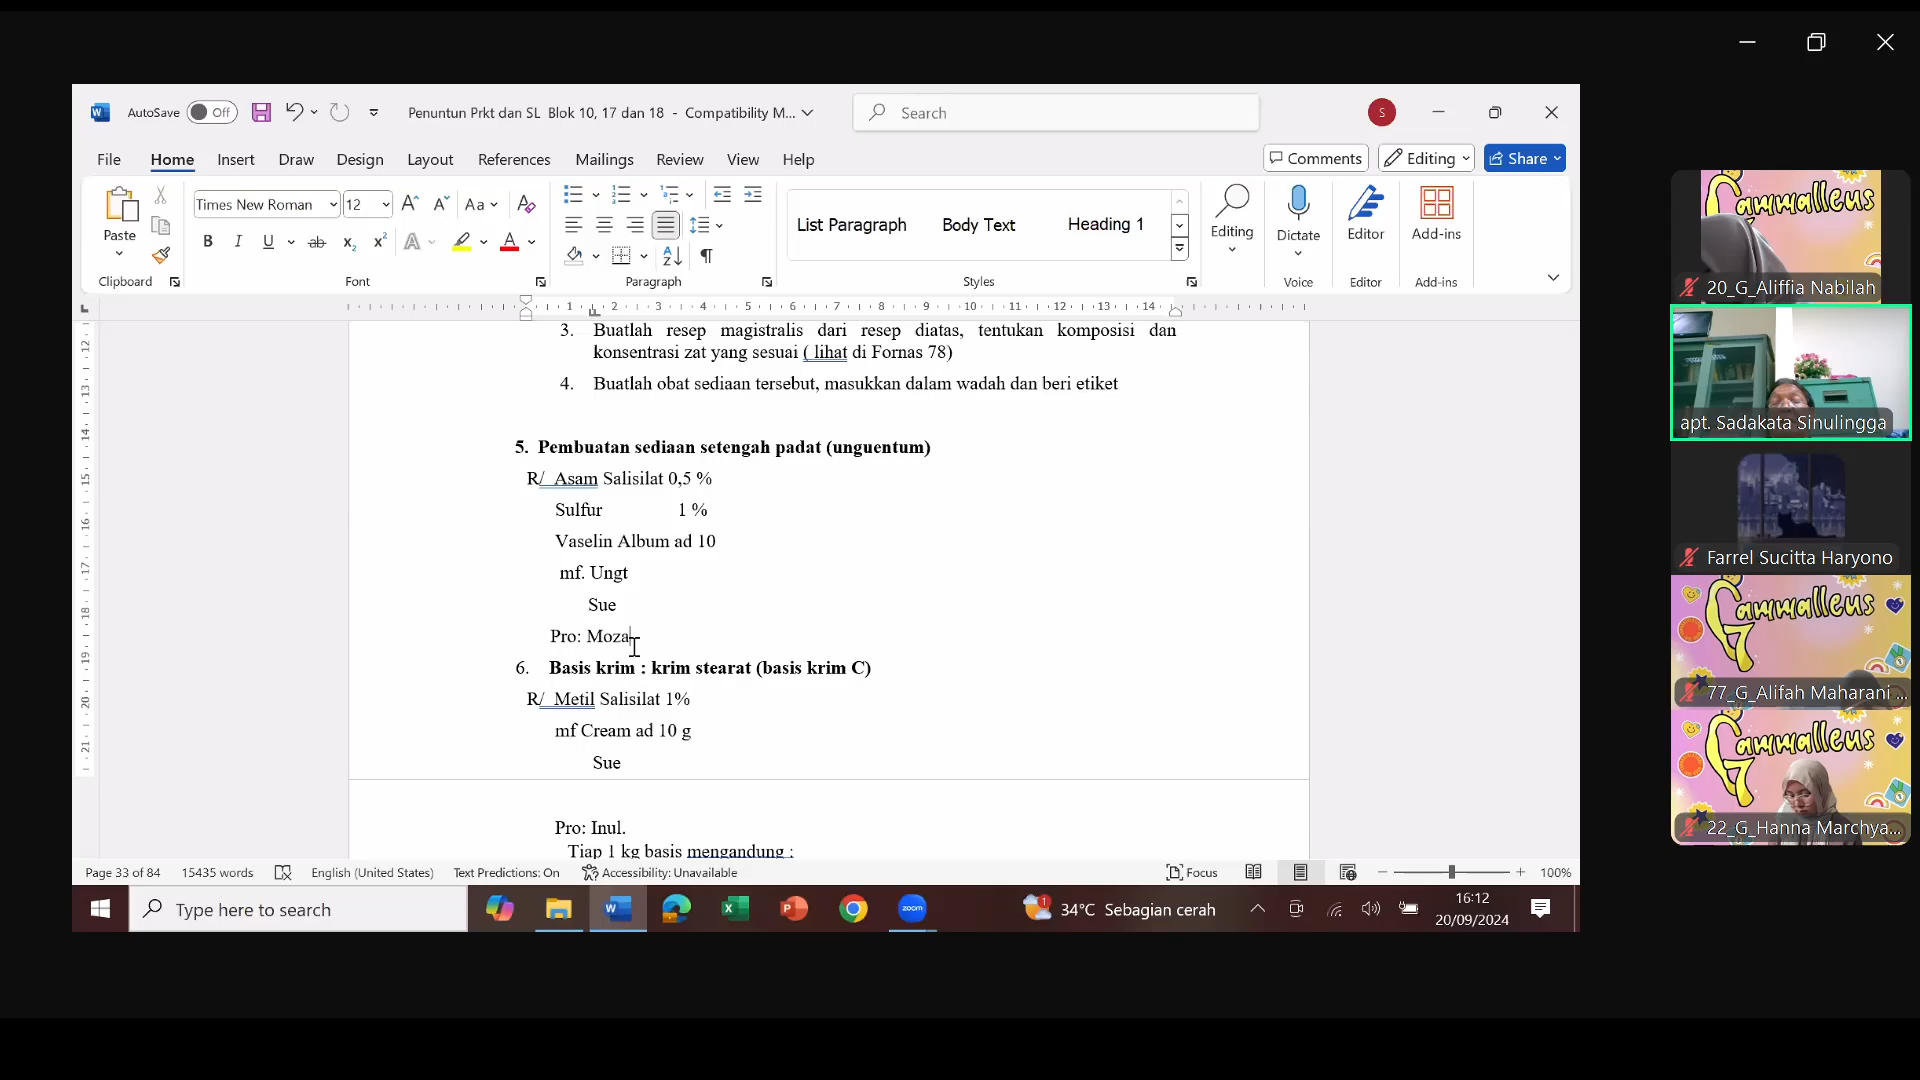 AutoSave Off Penuntun Prkt dan SL Blok 10, 17 dan 18 - Compatibility M... Search S
File Home Insert Draw Design Layout References Mailings Review View Help Comments Editing Share
Paste Times New Roman 12 List Paragraph Body Text Heading 1 Editing Dictate Editor Add-ins
Clipboard Font Paragraph Styles Voice Editor Add-ins
3. Buatlah resep magistralis dari resep diatas, tentukan komposisi dan
konsentrasi zat yang sesuai ( lihat di Fornas 78)
4. Buatlah obat sediaan tersebut, masukkan dalam wadah dan beri etiket
5. Pembuatan sediaan setengah padat (unguentum)
R/ Asam Salisilat 0,5 %
Sulfur 1 %
Vaselin Album ad 10
mf. Ungt
Sue
Pro: Moza
6. Basis krim : krim stearat (basis krim C)
R/ Metil Salisilat 1%
mf Cream ad 10 g
Sue
Pro: Inul.
Tiap 1 kg basis mengandung :
Page 33 of 84 15435 words English (United States) Text Predictions: On Accessibility: Unavailable Focus 100%
Type here to search zoom 1 34°C Sebagian cerah 16:12
20/09/2024
Gammalleus
20_G_Aliffia Nabilah
apt. Sadakata Sinulingga
Farrel Sucitta Haryono
Gammalleus
77_G_Alifah Maharani ...
Gammalleus
22_G_Hanna Marchya...